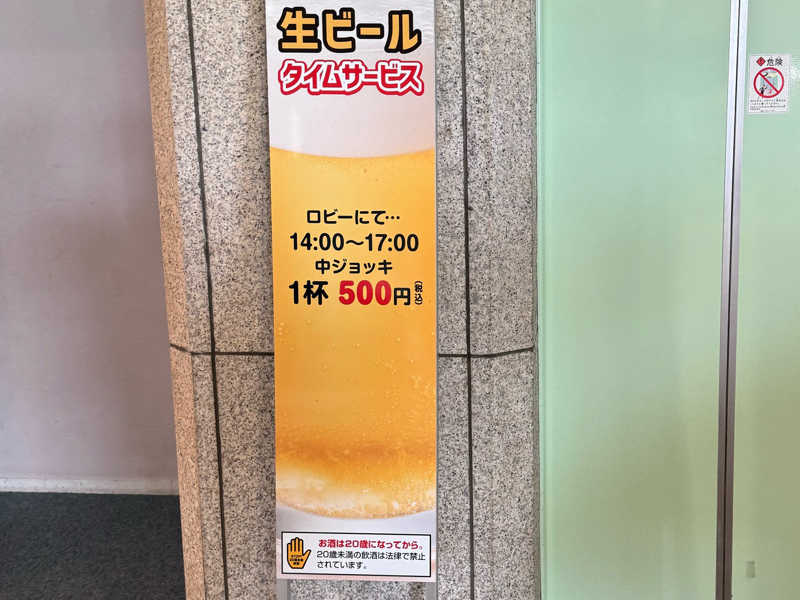 生ビール
タイムサービス
ロビーにて…
14:00〜17:00
中ジョッキ
1杯 500円(税込)
お酒は20歳になってから。
20歳未満の飲酒は法律で禁止
されています。
危険